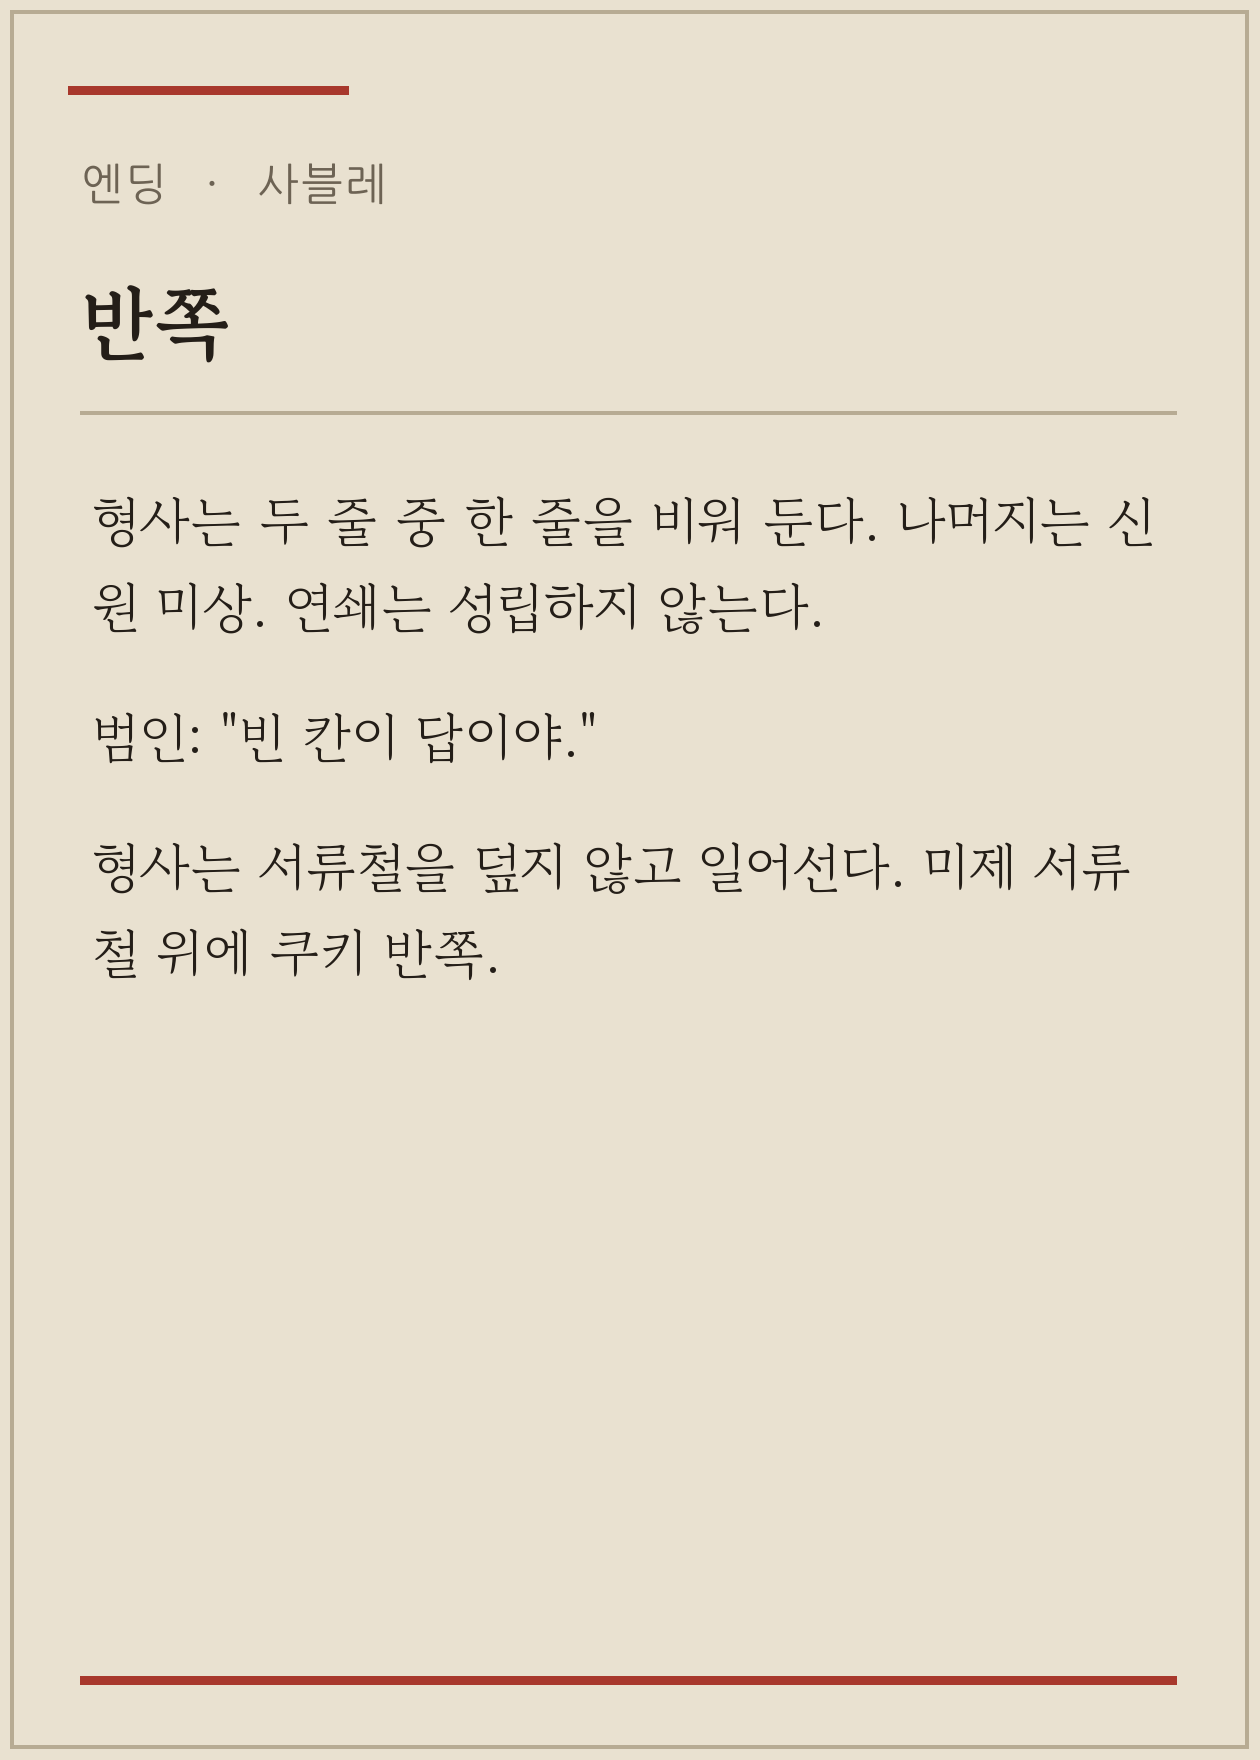 엔딩 · 사블레
반쪽
형사는 두 줄 중 한 줄을 비워 둔다. 나머지는 신
원 미상. 연쇄는 성립하지 않는다.
범인: "빈 칸이 답이야."
형사는 서류철을 덮지 않고 일어선다. 미제 서류
철 위에 쿠키 반쪽.